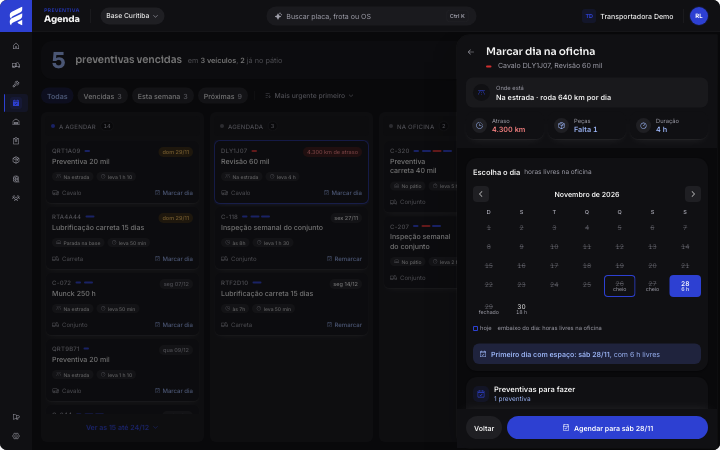 PREVENTIVA
Agenda
Base Curitiba
Buscar placa, frota ou OS
Ctrl K
TD
Transportadora Demo
RL
5 preventivas vencidas em 3 veículos, 2 já no pátio
Todas
Vencidas 3
Esta semana 3
Próximas 9
Mais urgente primeiro
A AGENDAR 14
QRT1A09
dom 29/11
Preventiva 20 mil
Na estrada
leva 1 h 10
Cavalo
Marcar dia
RTA4A44
dom 29/11
Lubrificação carreta 15 dias
Parado na base
leva 50 min
Carreta
Marcar dia
C-072
seg 07/12
Munck 250 h
Na estrada
leva 50 min
Conjunto
Marcar dia
QRT9B71
qua 09/12
Preventiva 20 mil
Na estrada
leva 1 h 10
Cavalo
Marcar dia
Ver as 15 até 24/12
AGENDADA 3
DLY1J07
4.300 km de atraso
Revisão 60 mil
Na estrada
leva 4 h
Cavalo
Marcar dia
C-118
sex 27/11
Inspeção semanal do conjunto
às 8h
leva 1 h 30
Conjunto
Remarcar
RTF2D10
seg 14/12
Lubrificação carreta 15 dias
às 7h
leva 50 min
Carreta
Remarcar
NA OFICINA 2
C-320
Preventiva
carreta 40 mil
No pátio
Conjunto
C-207
Inspeção semanal
do conjunto
No pátio
Conjunto
Marcar dia na oficina
Cavalo DLY1J07, Revisão 60 mil
Onde está
Na estrada · roda 640 km por dia
Atraso
4.300 km
Peças
Falta 1
Duração
4 h
Escolha o dia horas livres na oficina
Novembro de 2026
D S T Q Q S S
1 2 3 4 5 6 7
8 9 10 11 12 13 14
15 16 17 18 19 20 21
22 23 24 25 26 27 28
cheio cheio 6 h
29 30
fechado 18 h
hoje embaixo do dia: horas livres na oficina
Primeiro dia com espaço: sáb 28/11, com 6 h livres
Preventivas para fazer
1 preventiva
Voltar
Agendar para sáb 28/11